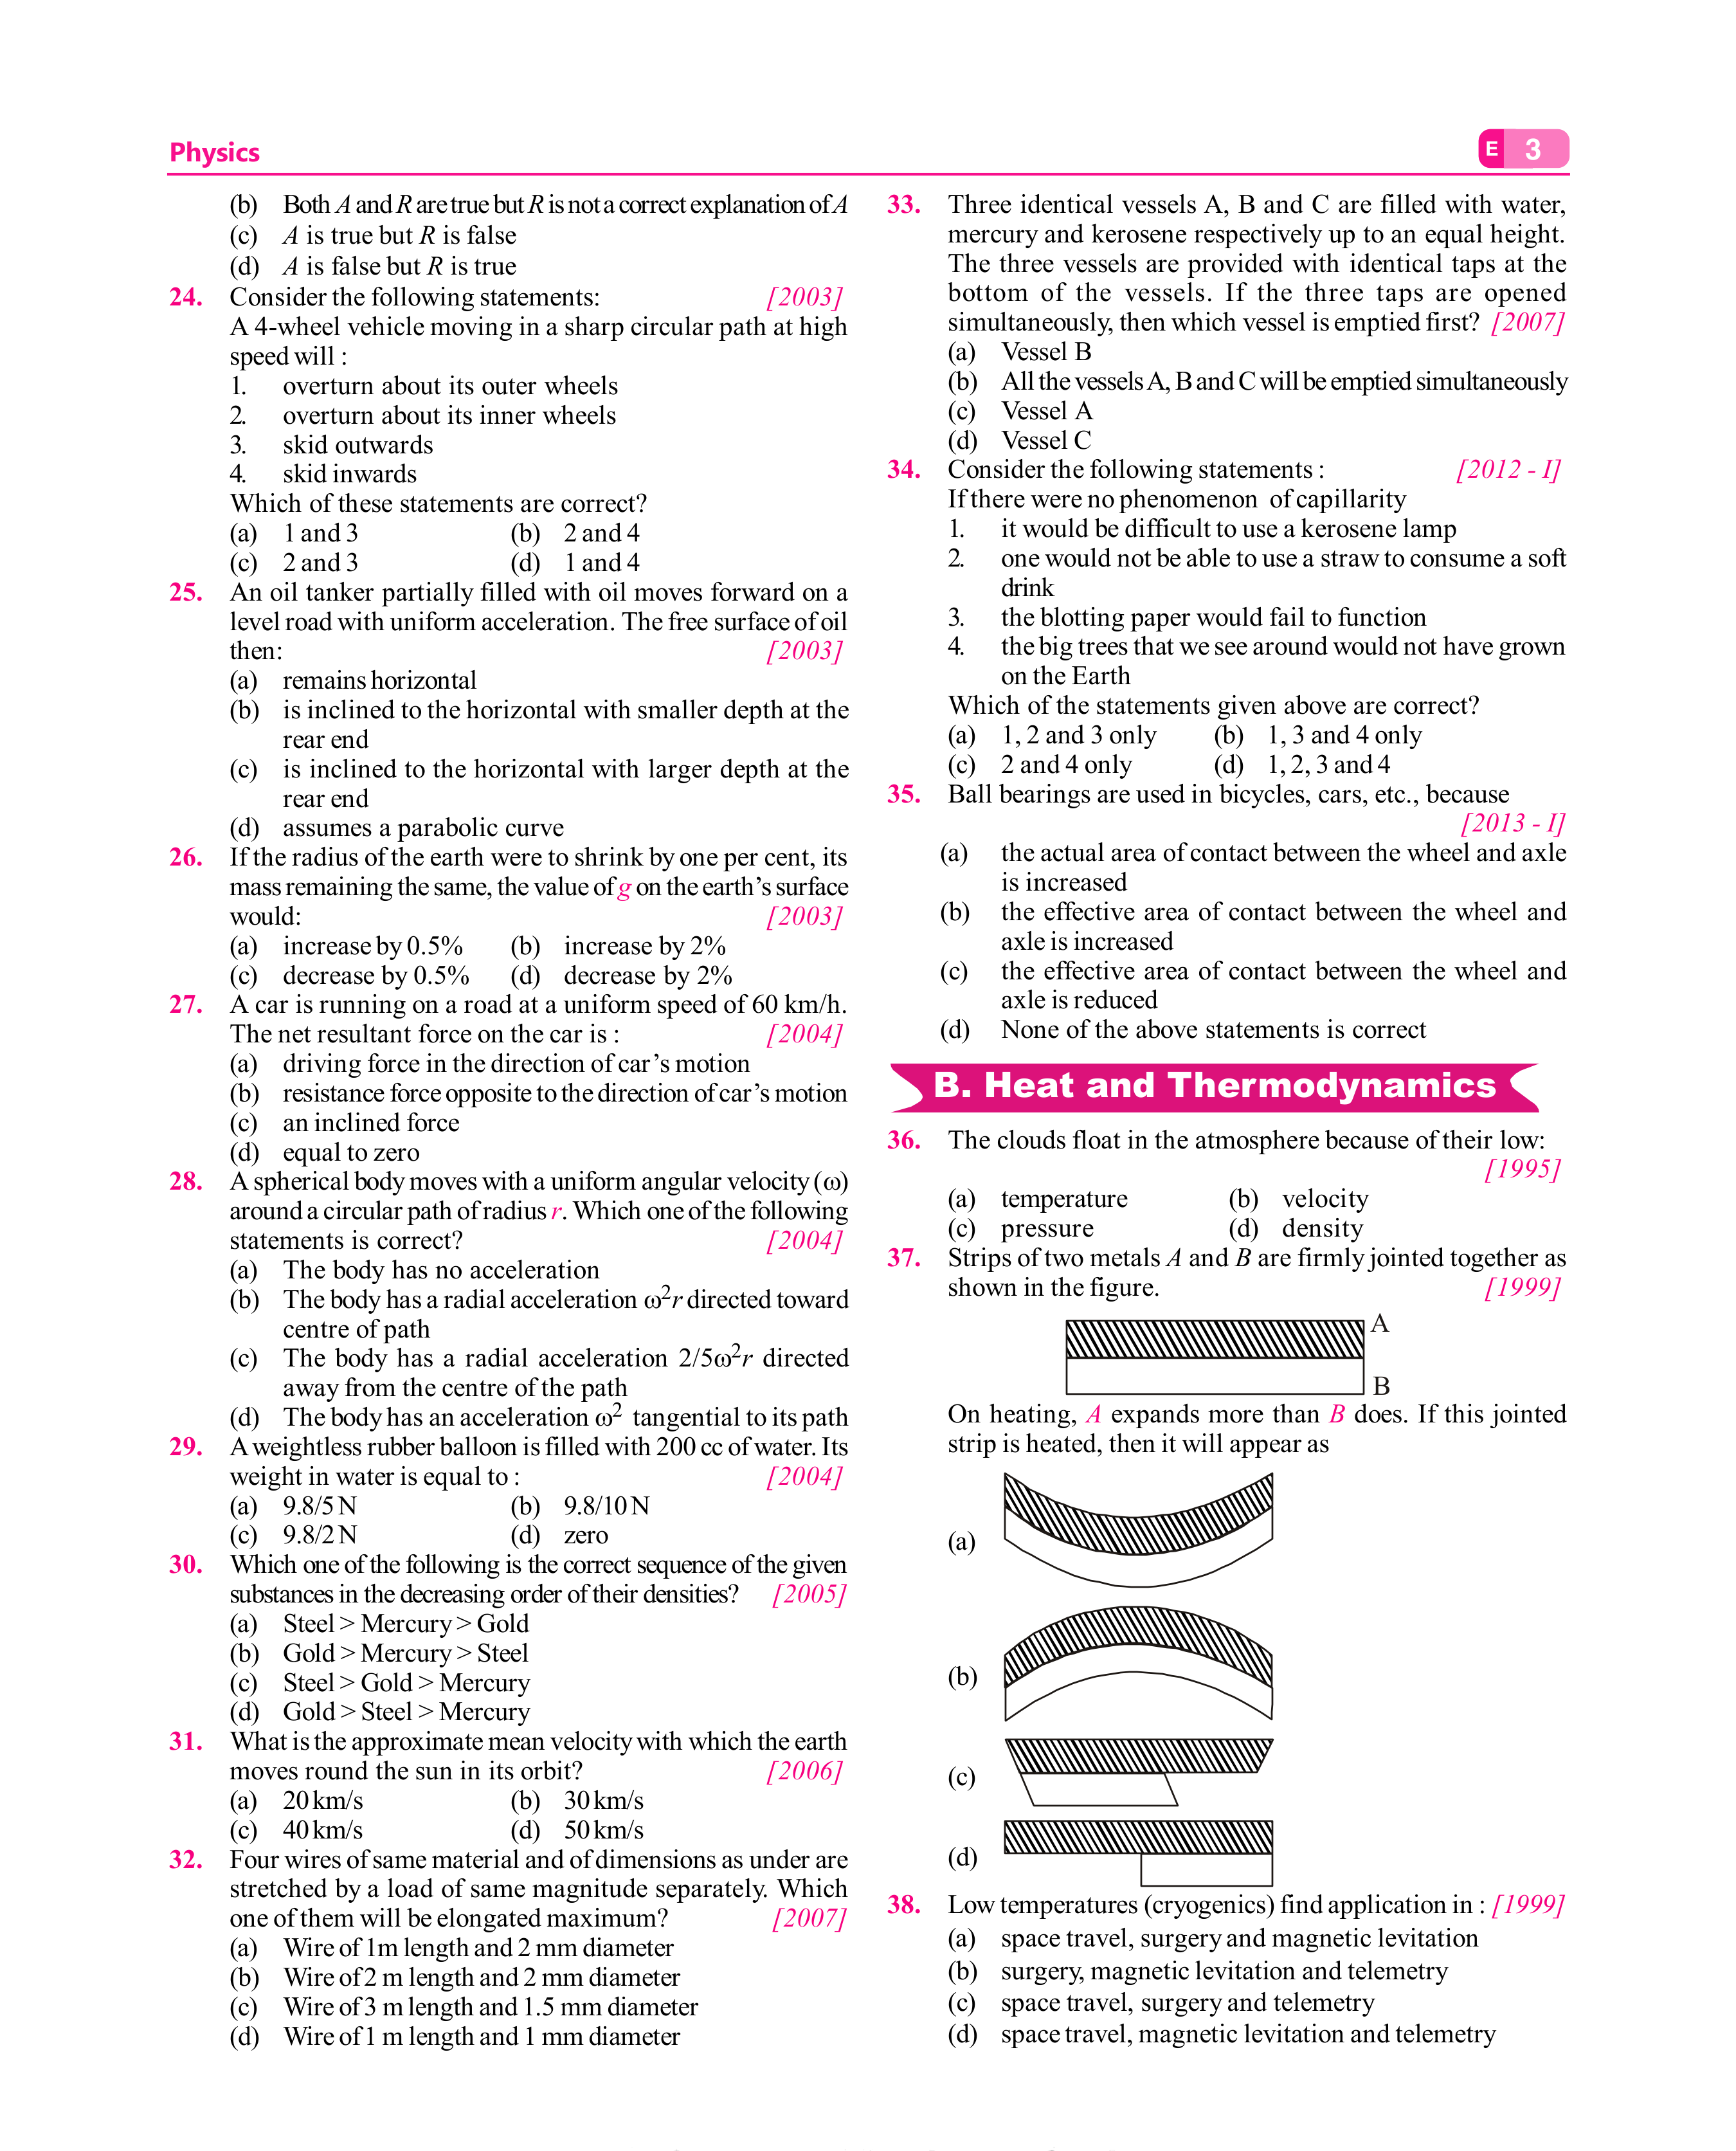 Physics
E 3
(b) Both A and R are true but R is not a correct explanation of A
(c) A is true but R is false
(d) A is false but R is true
24. Consider the following statements: [2003]
A 4-wheel vehicle moving in a sharp circular path at high
speed will :
1. overturn about its outer wheels
2. overturn about its inner wheels
3. skid outwards
4. skid inwards
Which of these statements are correct?
(a) 1 and 3 (b) 2 and 4
(c) 2 and 3 (d) 1 and 4
25. An oil tanker partially filled with oil moves forward on a
level road with uniform acceleration. The free surface of oil
then: [2003]
(a) remains horizontal
(b) is inclined to the horizontal with smaller depth at the
rear end
(c) is inclined to the horizontal with larger depth at the
rear end
(d) assumes a parabolic curve
26. If the radius of the earth were to shrink by one per cent, its
mass remaining the same, the value of g on the earth's surface
would: [2003]
(a) increase by 0.5% (b) increase by 2%
(c) decrease by 0.5% (d) decrease by 2%
27. A car is running on a road at a uniform speed of 60 km/h.
The net resultant force on the car is : [2004]
(a) driving force in the direction of car's motion
(b) resistance force opposite to the direction of car's motion
(c) an inclined force
(d) equal to zero
28. A spherical body moves with a uniform angular velocity (ω)
around a circular path of radius r. Which one of the following
statements is correct? [2004]
(a) The body has no acceleration
(b) The body has a radial acceleration ω²r directed toward
centre of path
(c) The body has a radial acceleration 2/5ω²r directed
away from the centre of the path
(d) The body has an acceleration ω² tangential to its path
29. A weightless rubber balloon is filled with 200 cc of water. Its
weight in water is equal to : [2004]
(a) 9.8/5 N (b) 9.8/10 N
(c) 9.8/2 N (d) zero
30. Which one of the following is the correct sequence of the given
substances in the decreasing order of their densities? [2005]
(a) Steel > Mercury > Gold
(b) Gold > Mercury > Steel
(c) Steel > Gold > Mercury
(d) Gold > Steel > Mercury
31. What is the approximate mean velocity with which the earth
moves round the sun in its orbit? [2006]
(a) 20 km/s (b) 30 km/s
(c) 40 km/s (d) 50 km/s
32. Four wires of same material and of dimensions as under are
stretched by a load of same magnitude separately. Which
one of them will be elongated maximum? [2007]
(a) Wire of 1m length and 2 mm diameter
(b) Wire of 2 m length and 2 mm diameter
(c) Wire of 3 m length and 1.5 mm diameter
(d) Wire of 1 m length and 1 mm diameter
33. Three identical vessels A, B and C are filled with water,
mercury and kerosene respectively up to an equal height.
The three vessels are provided with identical taps at the
bottom of the vessels. If the three taps are opened
simultaneously, then which vessel is emptied first? [2007]
(a) Vessel B
(b) All the vessels A, B and C will be emptied simultaneously
(c) Vessel A
(d) Vessel C
34. Consider the following statements : [2012 - I]
If there were no phenomenon of capillarity
1. it would be difficult to use a kerosene lamp
2. one would not be able to use a straw to consume a soft
drink
3. the blotting paper would fail to function
4. the big trees that we see around would not have grown
on the Earth
Which of the statements given above are correct?
(a) 1, 2 and 3 only (b) 1, 3 and 4 only
(c) 2 and 4 only (d) 1, 2, 3 and 4
35. Ball bearings are used in bicycles, cars, etc., because
[2013 - I]
(a) the actual area of contact between the wheel and axle
is increased
(b) the effective area of contact between the wheel and
axle is increased
(c) the effective area of contact between the wheel and
axle is reduced
(d) None of the above statements is correct
B. Heat and Thermodynamics
36. The clouds float in the atmosphere because of their low:
[1995]
(a) temperature (b) velocity
(c) pressure (d) density
37. Strips of two metals A and B are firmly jointed together as
shown in the figure. [1999]
A
B
On heating, A expands more than B does. If this jointed
strip is heated, then it will appear as
(a)
(b)
(c)
(d)
38. Low temperatures (cryogenics) find application in : [1999]
(a) space travel, surgery and magnetic levitation
(b) surgery, magnetic levitation and telemetry
(c) space travel, surgery and telemetry
(d) space travel, magnetic levitation and telemetry